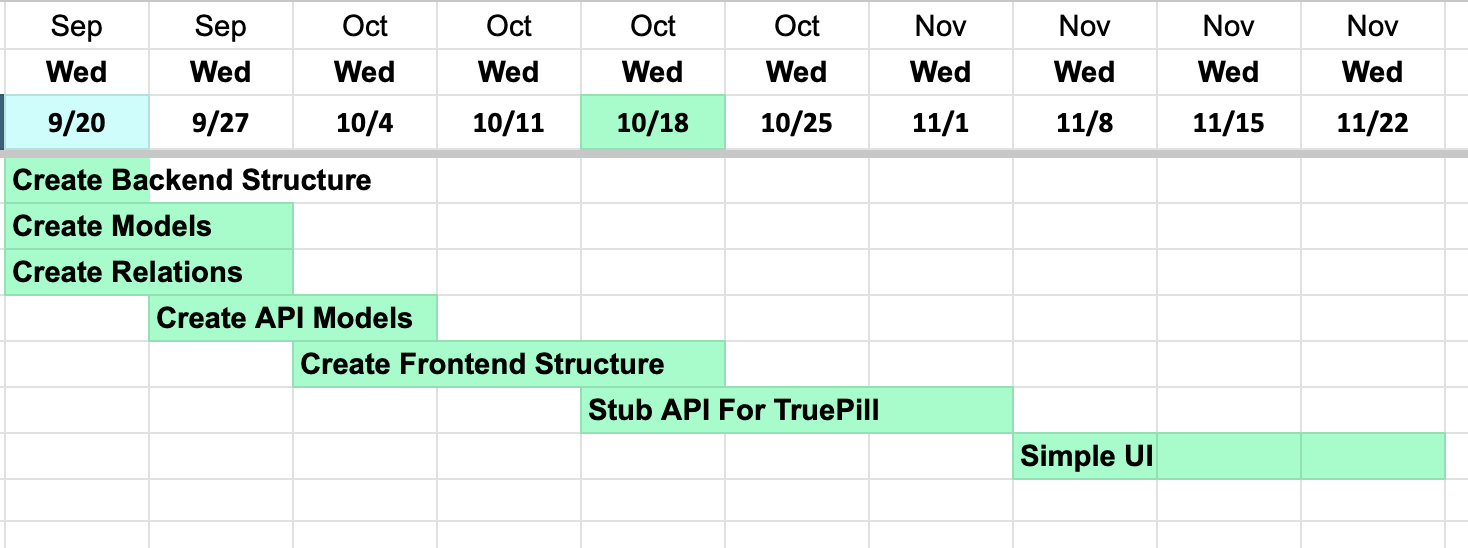 Sep Sep Oct Oct Oct Oct Nov Nov Nov Nov
Wed Wed Wed Wed Wed Wed Wed Wed Wed Wed
9/20 9/27 10/4 10/11 10/18 10/25 11/1 11/8 11/15 11/22
Create Backend Structure
Create Models
Create Relations
Create API Models
Create Frontend Structure
Stub API For TruePill
Simple UI